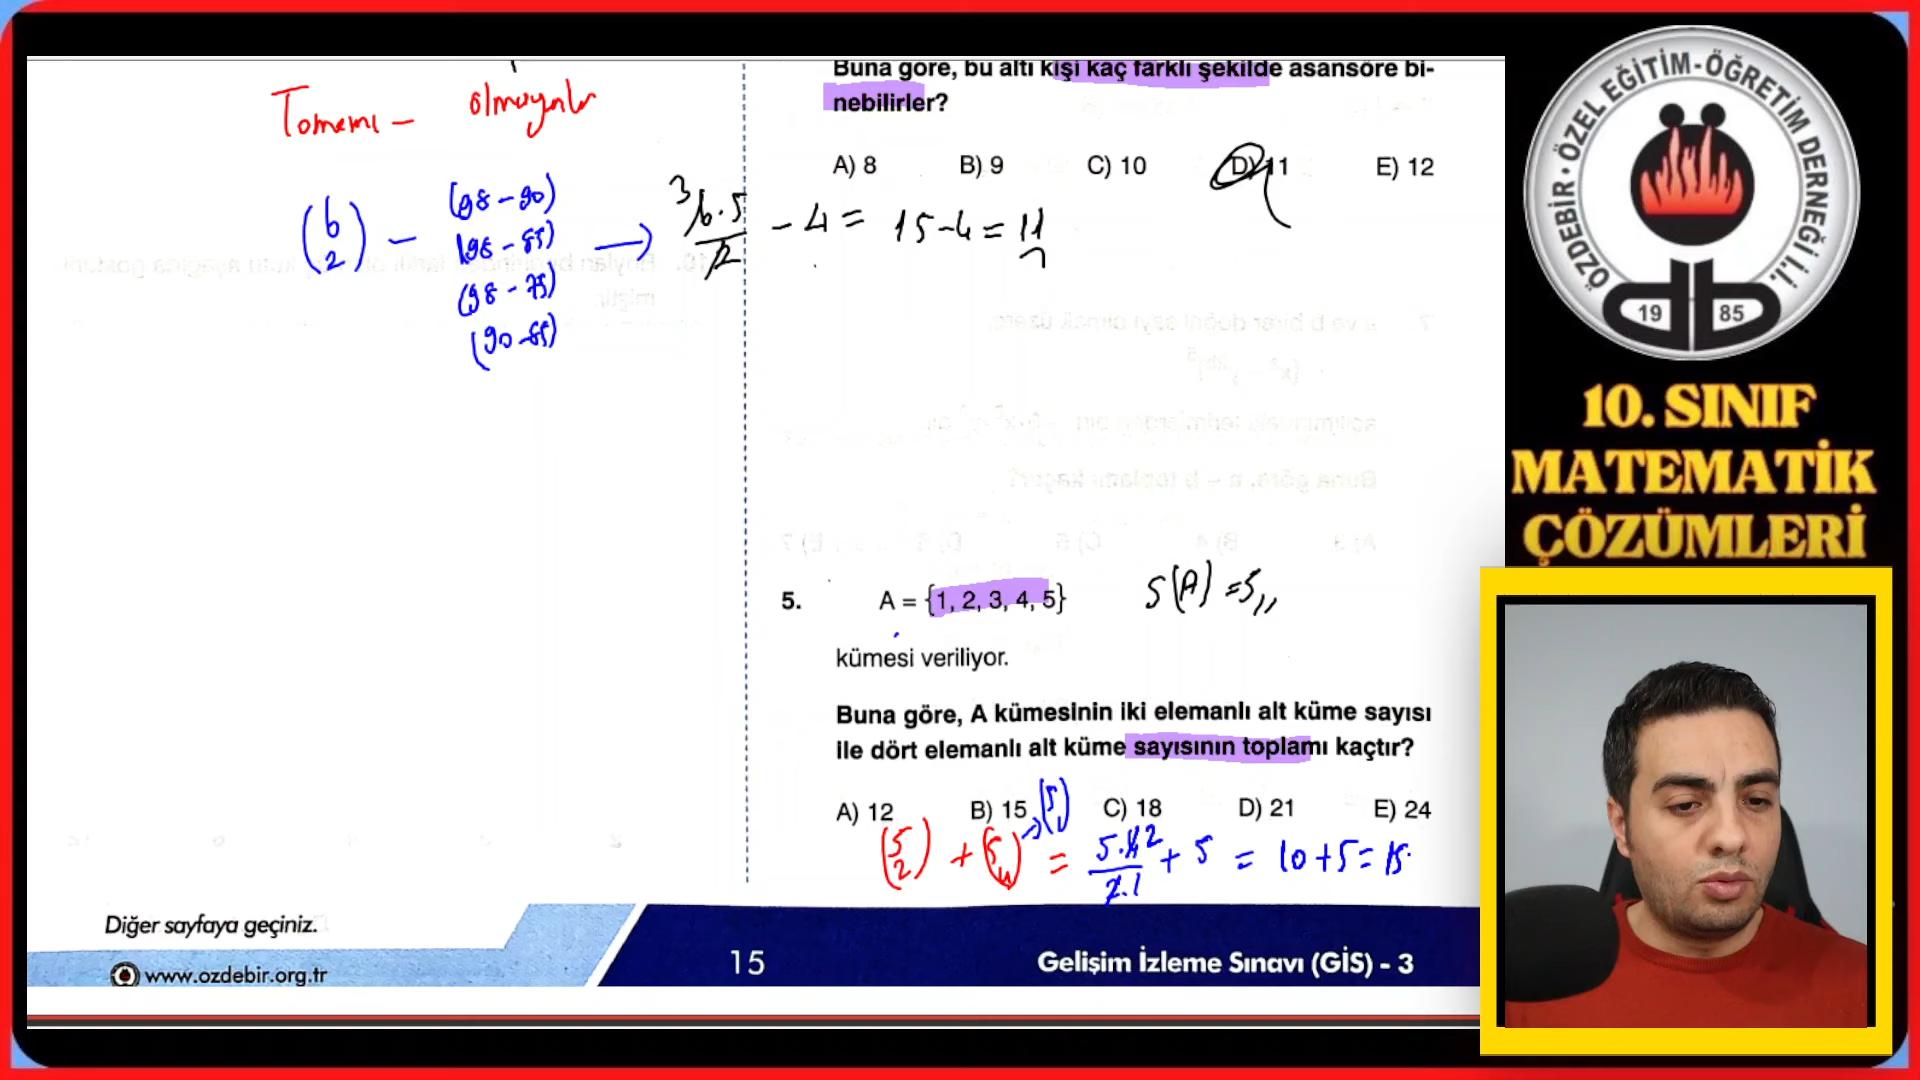 Buna göre, bu altı kişi kaç farklı şekilde asansöre bi-
nebilirler?
A) 8 B) 9 C) 10 D) 11 E) 12
Tamamı - olmayanlar
(6 2) - (98 - 90)
(98 - 85)
(98 - 75)
(90 - 85)
→ 6·5/2 - 4 = 15 - 4 = 11
3
5. A = {1, 2, 3, 4, 5}
S(A) = 5
kümesi veriliyor.
Buna göre, A kümesinin iki elemanlı alt küme sayısı
ile dört elemanlı alt küme sayısının toplamı kaçtır?
A) 12 B) 15 C) 18 D) 21 E) 24
(5 2) + (5 4) → (5 1) = 5·4 2/2·1 + 5 = 10 + 5 = 15
Diğer sayfaya geçiniz.
www.ozdebir.org.tr
15
Gelişim İzleme Sınavı (GİS) - 3
ÖZDEBİR • ÖZEL EĞİTİM-ÖĞRETİM DERNEĞİ İ.İ.
19 85
10. SINIF
MATEMATİK
ÇÖZÜMLERİ